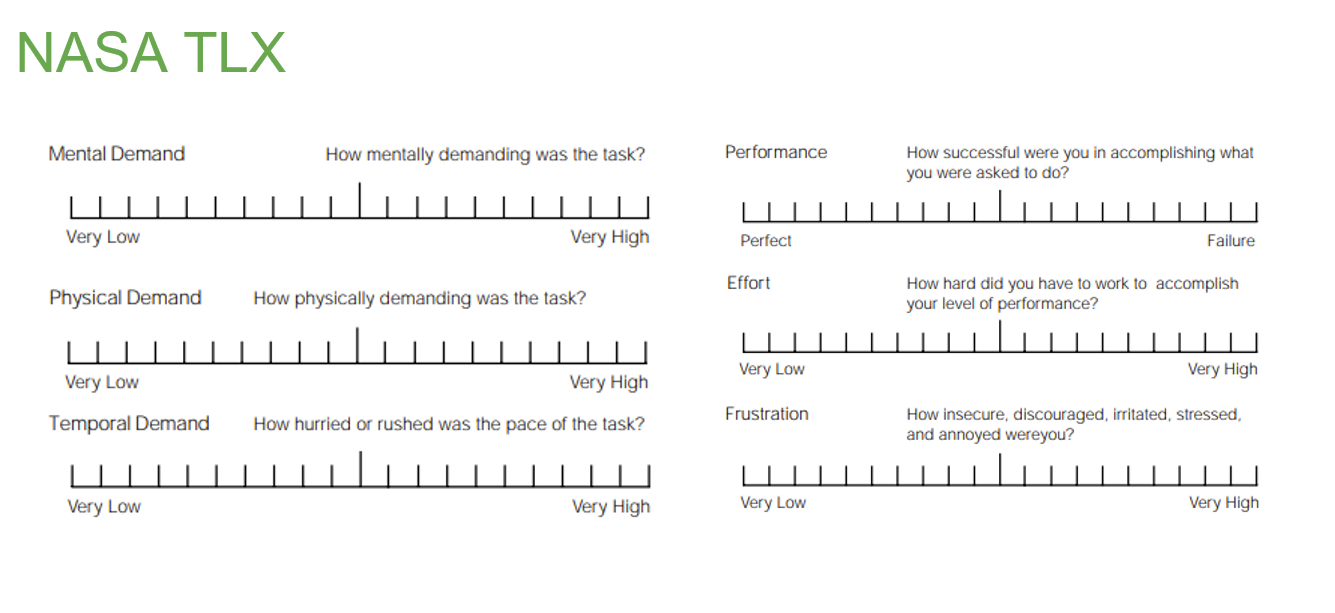 NASA TLX
Mental Demand How mentally demanding was the task?
Very Low Very High
Physical Demand How physically demanding was the task?
Very Low Very High
Temporal Demand How hurried or rushed was the pace of the task?
Very Low Very High
Performance How successful were you in accomplishing what
you were asked to do?
Perfect Failure
Effort How hard did you have to work to accomplish
your level of performance?
Very Low Very High
Frustration How insecure, discouraged, irritated, stressed,
and annoyed wereyou?
Very Low Very High